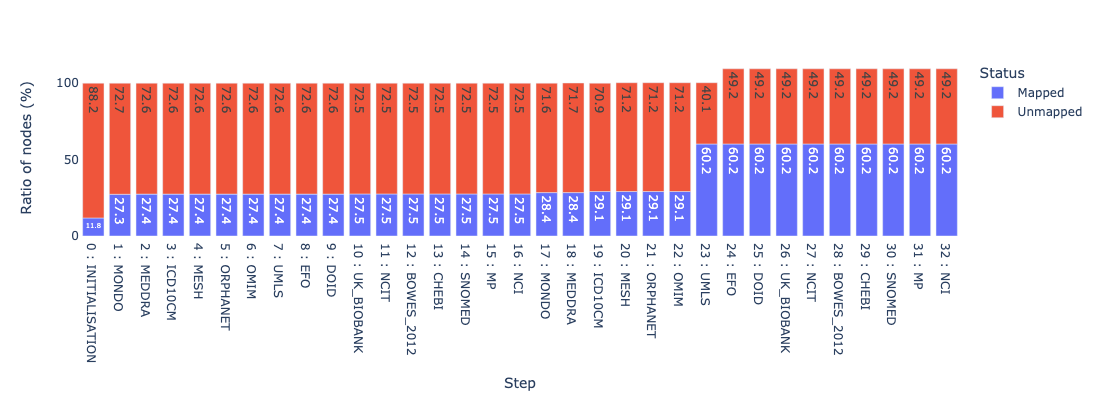 Ratio of nodes (%)
100
50
0
88.2 72.7 72.6 72.6 72.6 72.6 72.6 72.6 72.6 72.6 72.5 72.5 72.5 72.5 72.5 72.5 72.5 71.6 71.7 70.9 71.2 71.2 71.2 40.1 49.2 49.2 49.2 49.2 49.2 49.2 49.2 49.2 49.2
11.8 27.3 27.4 27.4 27.4 27.4 27.4 27.4 27.4 27.4 27.5 27.5 27.5 27.5 27.5 27.5 27.5 28.4 28.4 29.1 29.1 29.1 29.1 60.2 60.2 60.2 60.2 60.2 60.2 60.2 60.2 60.2 60.2
0 : INITIALISATION
1 : MONDO
2 : MEDDRA
3 : ICD10CM
4 : MESH
5 : ORPHANET
6 : OMIM
7 : UMLS
8 : EFO
9 : DOID
10 : UK_BIOBANK
11 : NCIT
12 : BOWES_2012
13 : CHEBI
14 : SNOMED
15 : MP
16 : NCI
17 : MONDO
18 : MEDDRA
19 : ICD10CM
20 : MESH
21 : ORPHANET
22 : OMIM
23 : UMLS
24 : EFO
25 : DOID
26 : UK_BIOBANK
27 : NCIT
28 : BOWES_2012
29 : CHEBI
30 : SNOMED
31 : MP
32 : NCI
Step
Status
Mapped
Unmapped